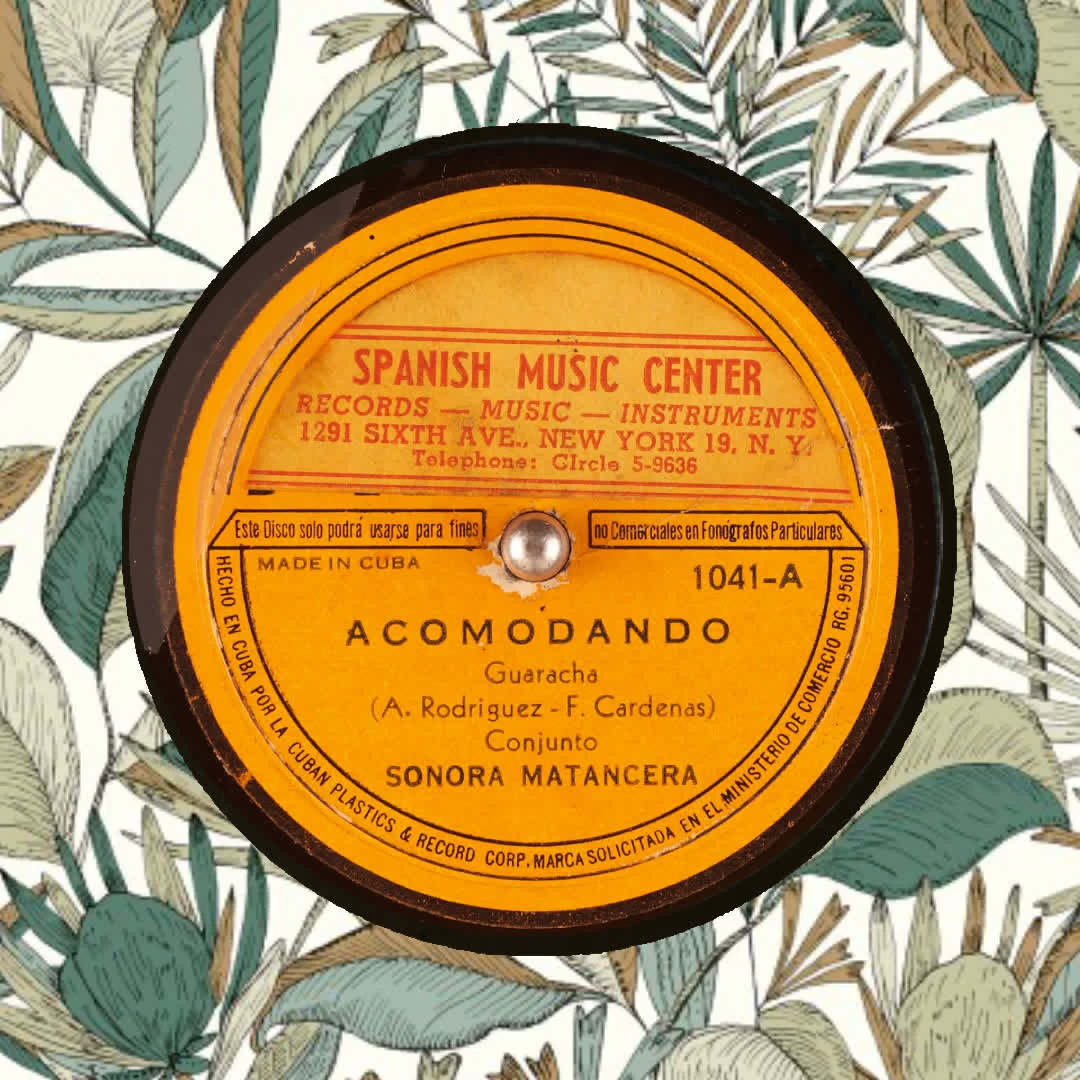 SPANISH MUSIC CENTER
RECORDS — MUSIC — INSTRUMENTS
1291 SIXTH AVE., NEW YORK 19, N. Y.
Telephone: CIrcle 5-9636
Este Disco solo podrá usarse para fines no Comerciales en Fonógrafos Particulares
MADE IN CUBA
1041-A
ACOMODANDO
Guaracha
(A. Rodriguez - F. Cardenas)
Conjunto
SONORA MATANCERA
HECHO EN CUBA POR LA CUBAN PLASTICS & RECORD CORP. MARCA SOLICITADA EN EL MINISTERIO DE COMERCIO RG. 95601